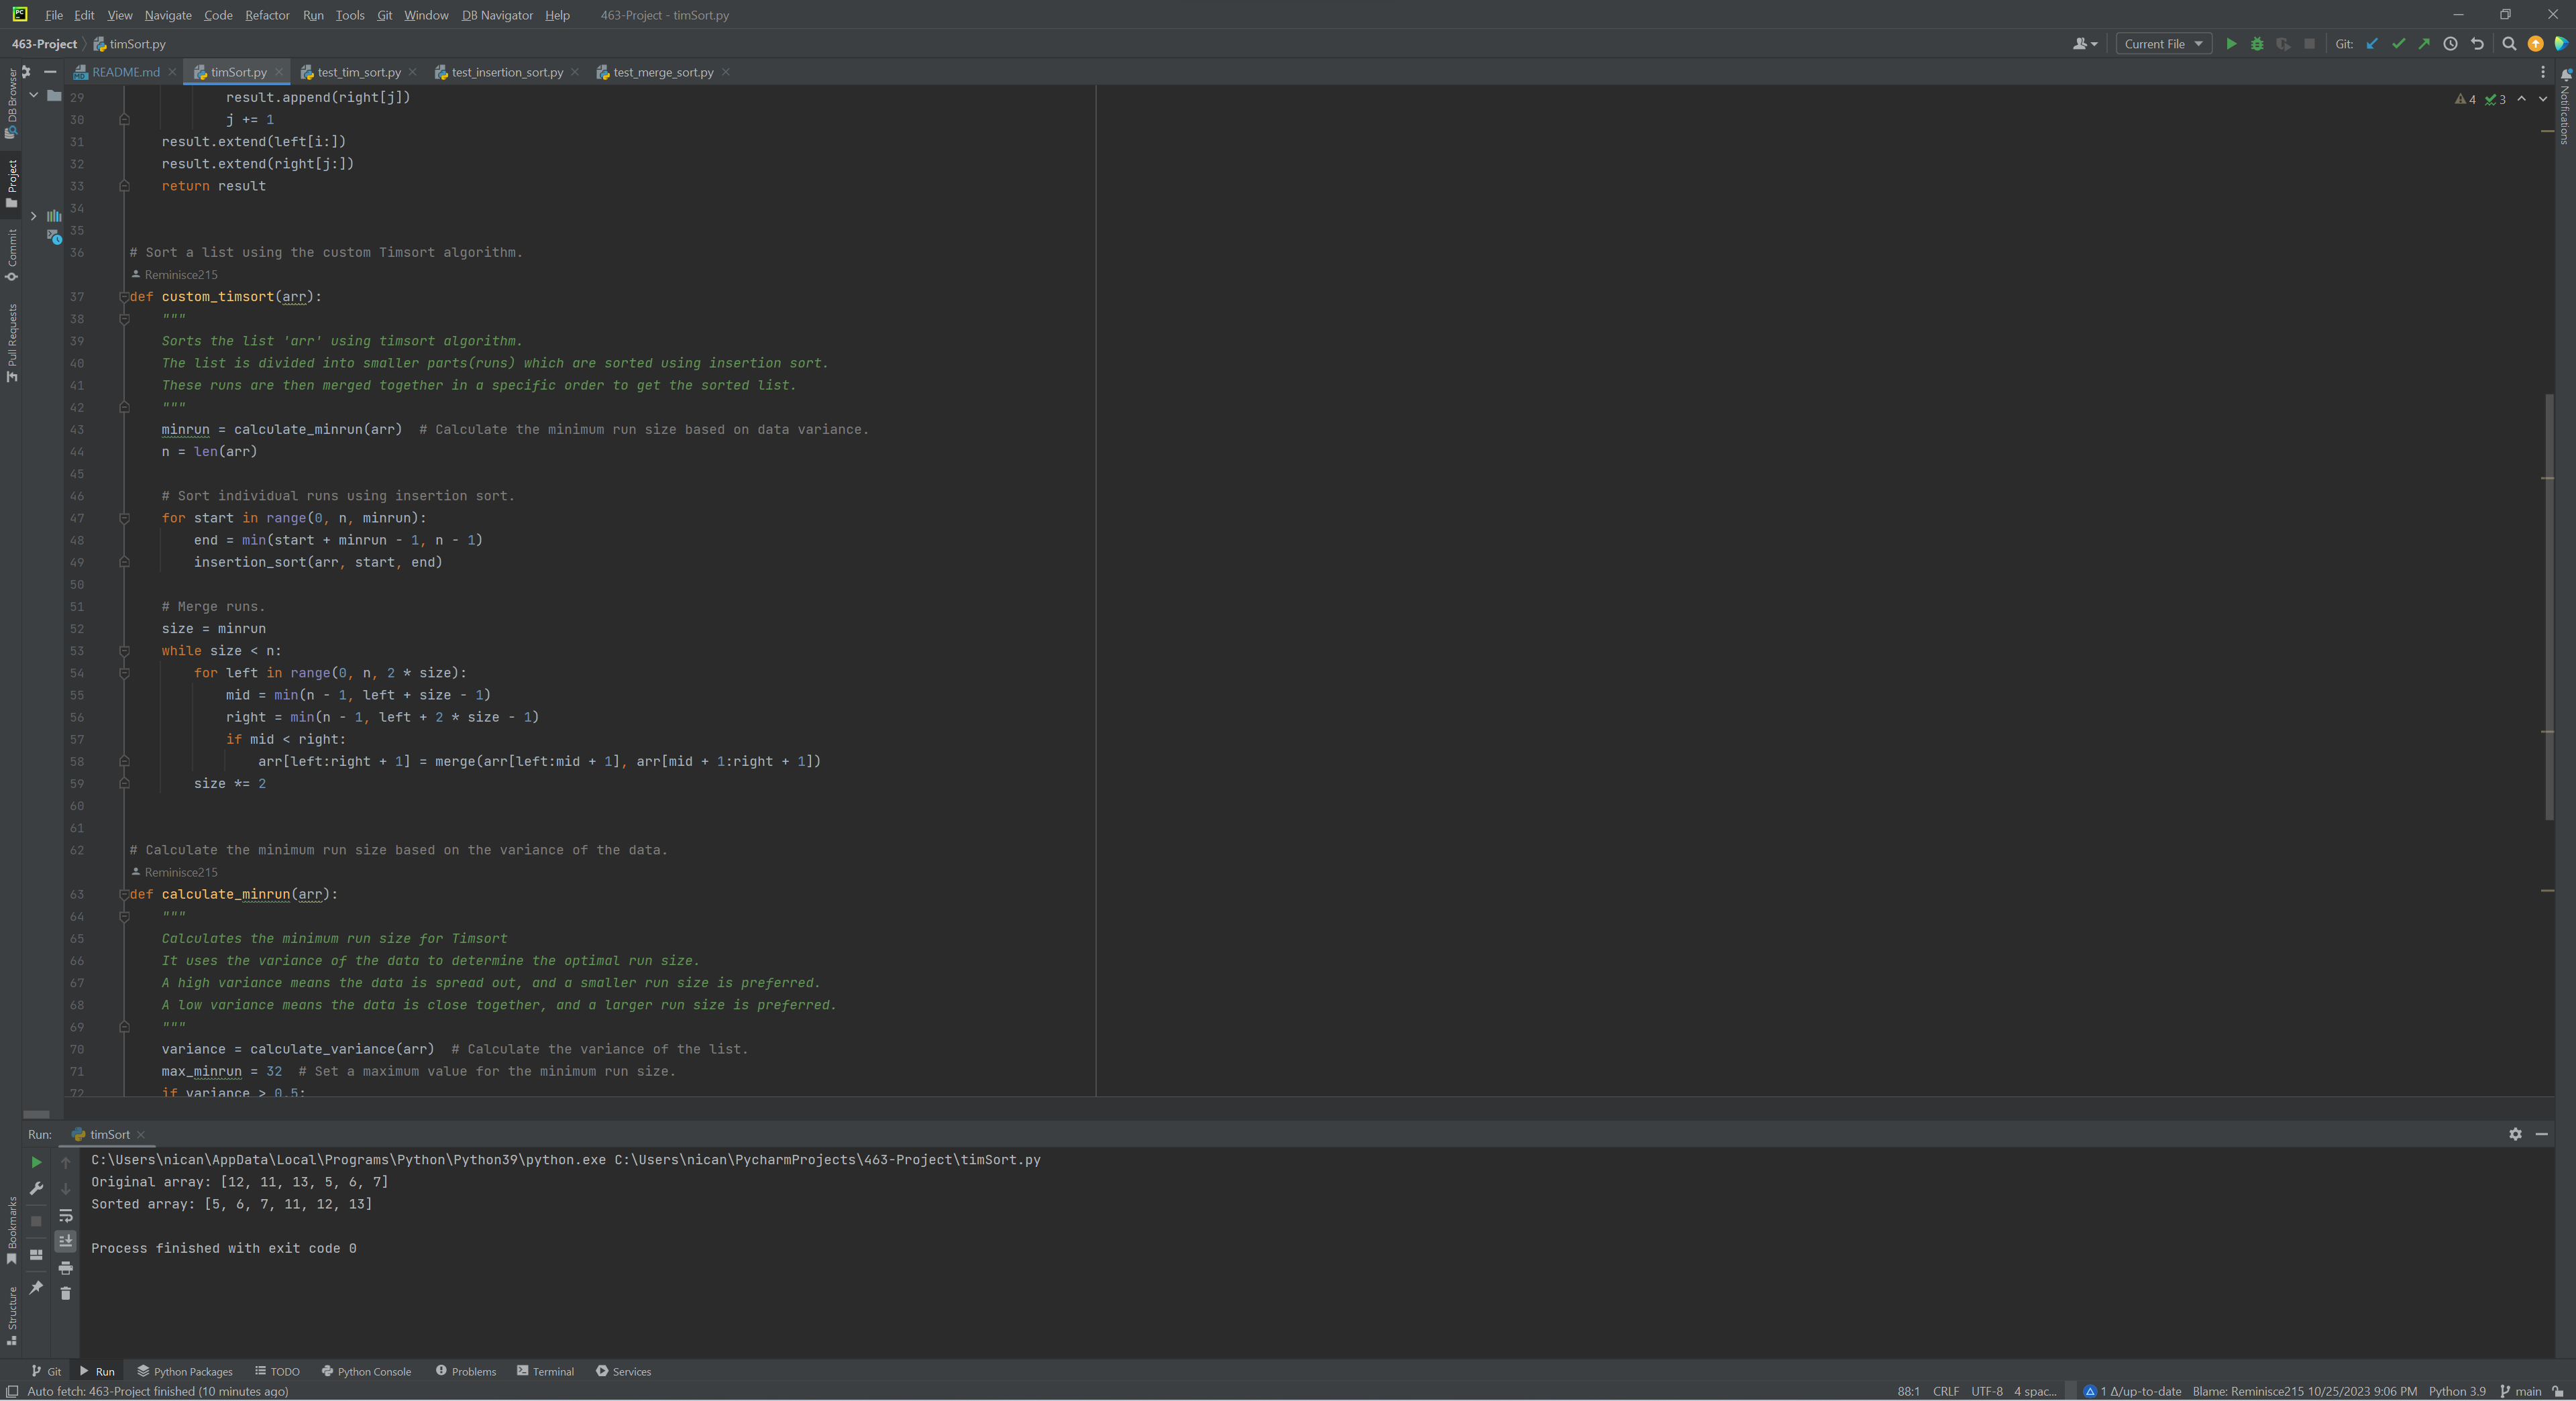 PC File Edit View Navigate Code Refactor Run Tools Git Window DB Navigator Help 463-Project - timSort.py
463-Project timSort.py Current File Git:
README.md timSort.py test_tim_sort.py test_insertion_sort.py test_merge_sort.py
DB Browser
Project
Commit
Pull Requests
Bookmarks
Structure
Notifications
4 3
29 result.append(right[j])
30 j += 1
31 result.extend(left[i:])
32 result.extend(right[j:])
33 return result
34
35
36 # Sort a list using the custom Timsort algorithm.
Reminisce215
37 def custom_timsort(arr):
38 """
39 Sorts the list 'arr' using timsort algorithm.
40 The list is divided into smaller parts(runs) which are sorted using insertion sort.
41 These runs are then merged together in a specific order to get the sorted list.
42 """
43 minrun = calculate_minrun(arr)  # Calculate the minimum run size based on data variance.
44 n = len(arr)
45
46 # Sort individual runs using insertion sort.
47 for start in range(0, n, minrun):
48 end = min(start + minrun - 1, n - 1)
49 insertion_sort(arr, start, end)
50
51 # Merge runs.
52 size = minrun
53 while size < n:
54 for left in range(0, n, 2 * size):
55 mid = min(n - 1, left + size - 1)
56 right = min(n - 1, left + 2 * size - 1)
57 if mid < right:
58 arr[left:right + 1] = merge(arr[left:mid + 1], arr[mid + 1:right + 1])
59 size *= 2
60
61
62 # Calculate the minimum run size based on the variance of the data.
Reminisce215
63 def calculate_minrun(arr):
64 """
65 Calculates the minimum run size for Timsort
66 It uses the variance of the data to determine the optimal run size.
67 A high variance means the data is spread out, and a smaller run size is preferred.
68 A low variance means the data is close together, and a larger run size is preferred.
69 """
70 variance = calculate_variance(arr)  # Calculate the variance of the list.
71 max_minrun = 32  # Set a maximum value for the minimum run size.
72 if variance > 0.5:
Run: timSort
C:\Users\nican\AppData\Local\Programs\Python\Python39\python.exe C:\Users\nican\PycharmProjects\463-Project\timSort.py
Original array: [12, 11, 13, 5, 6, 7]
Sorted array: [5, 6, 7, 11, 12, 13]
Process finished with exit code 0
Git Run Python Packages TODO Python Console Problems Terminal Services
Auto fetch: 463-Project finished (10 minutes ago) 88:1 CRLF UTF-8 4 spac... 1 Δ/up-to-date Blame: Reminisce215 10/25/2023 9:06 PM Python 3.9 main